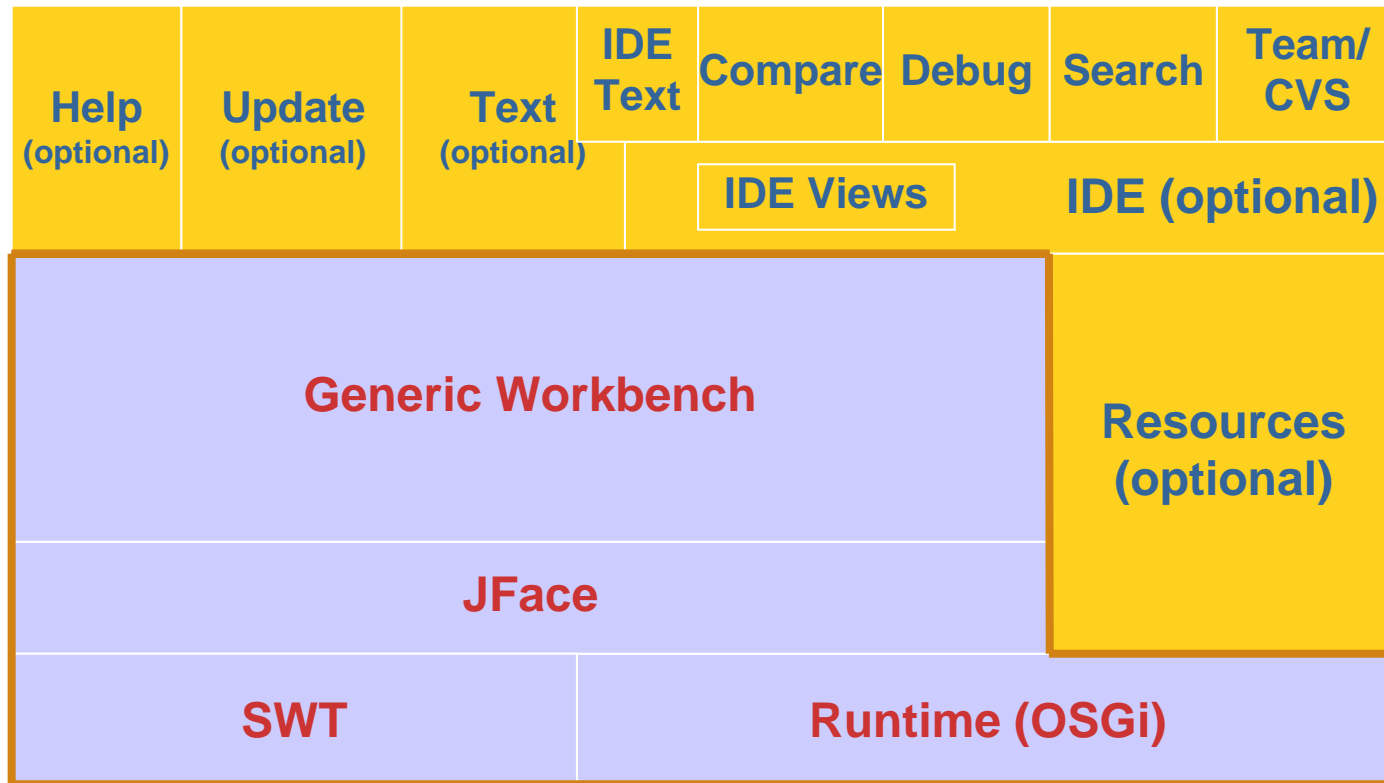 Help
(optional)
Update
(optional)
Text
(optional)
IDE
Text
Compare
Debug
Search
Team/
CVS
IDE Views
IDE (optional)
Generic Workbench
Resources
(optional)
JFace
SWT
Runtime (OSGi)